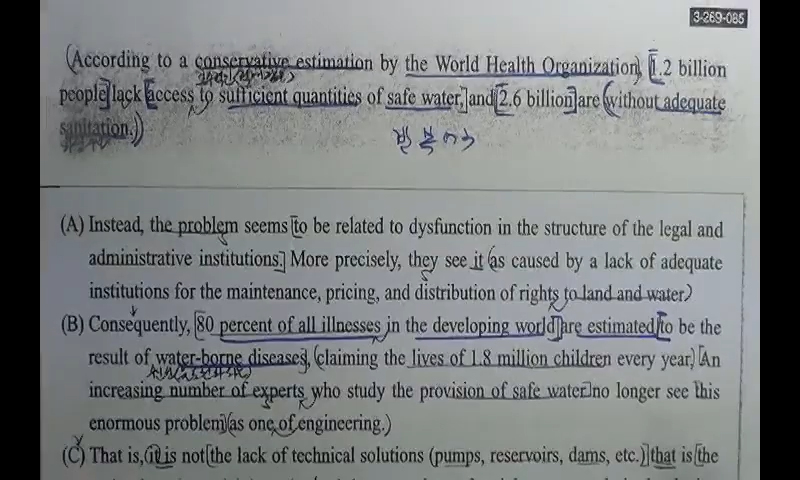 3-269-085
(According to a conservative estimation by the World Health Organization, 1.2 billion
people lack access to sufficient quantities of safe water, and 2.6 billion are without adequate
sanitation.)
(A) Instead, the problem seems to be related to dysfunction in the structure of the legal and
administrative institutions. More precisely, they see it as caused by a lack of adequate
institutions for the maintenance, pricing, and distribution of rights to land and water
(B) Consequently, 80 percent of all illnesses in the developing world are estimated to be the
result of water-borne diseases, claiming the lives of 1.8 million children every year, An
increasing number of experts who study the provision of safe water no longer see this
enormous problem as one of engineering.
(C) That is, it is not the lack of technical solutions (pumps, reservoirs, dams, etc.) that is the